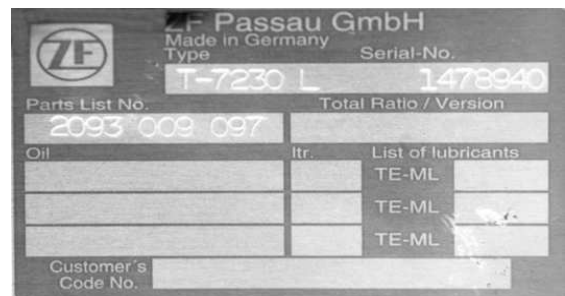 ZF Passau GmbH
ZF
Made in Germany
Type Serial-No.
T-7230 L 1478940
Parts List No. Total Ratio / Version
2093 009 097
Oil ltr. List of lubricants
TE-ML
TE-ML
TE-ML
Customer's
Code No.